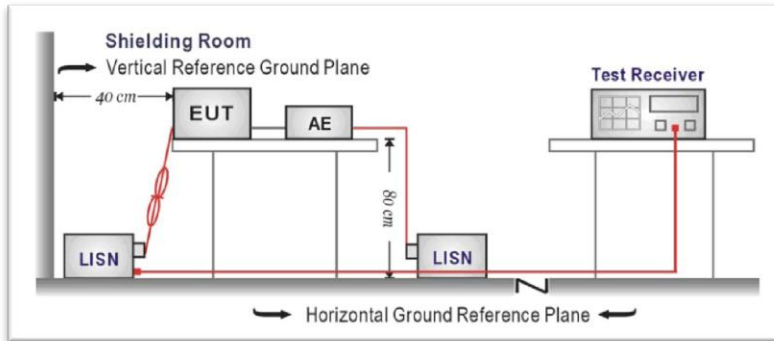 Shielding Room
Vertical Reference Ground Plane
Test Receiver
40 cm
EUT
AE
80 cm
LISN
LISN
Horizontal Ground Reference Plane